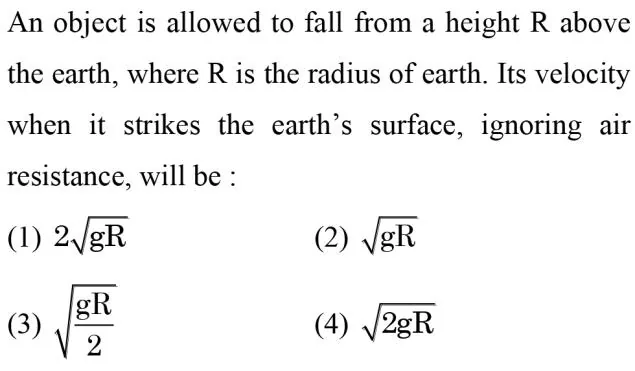 An object is allowed to fall from a height R above
the earth, where R is the radius of earth. Its velocity
when it strikes the earth's surface, ignoring air
resistance, will be :
(1) 2√gR (2) √gR
(3) √(gR/2) (4) √2gR